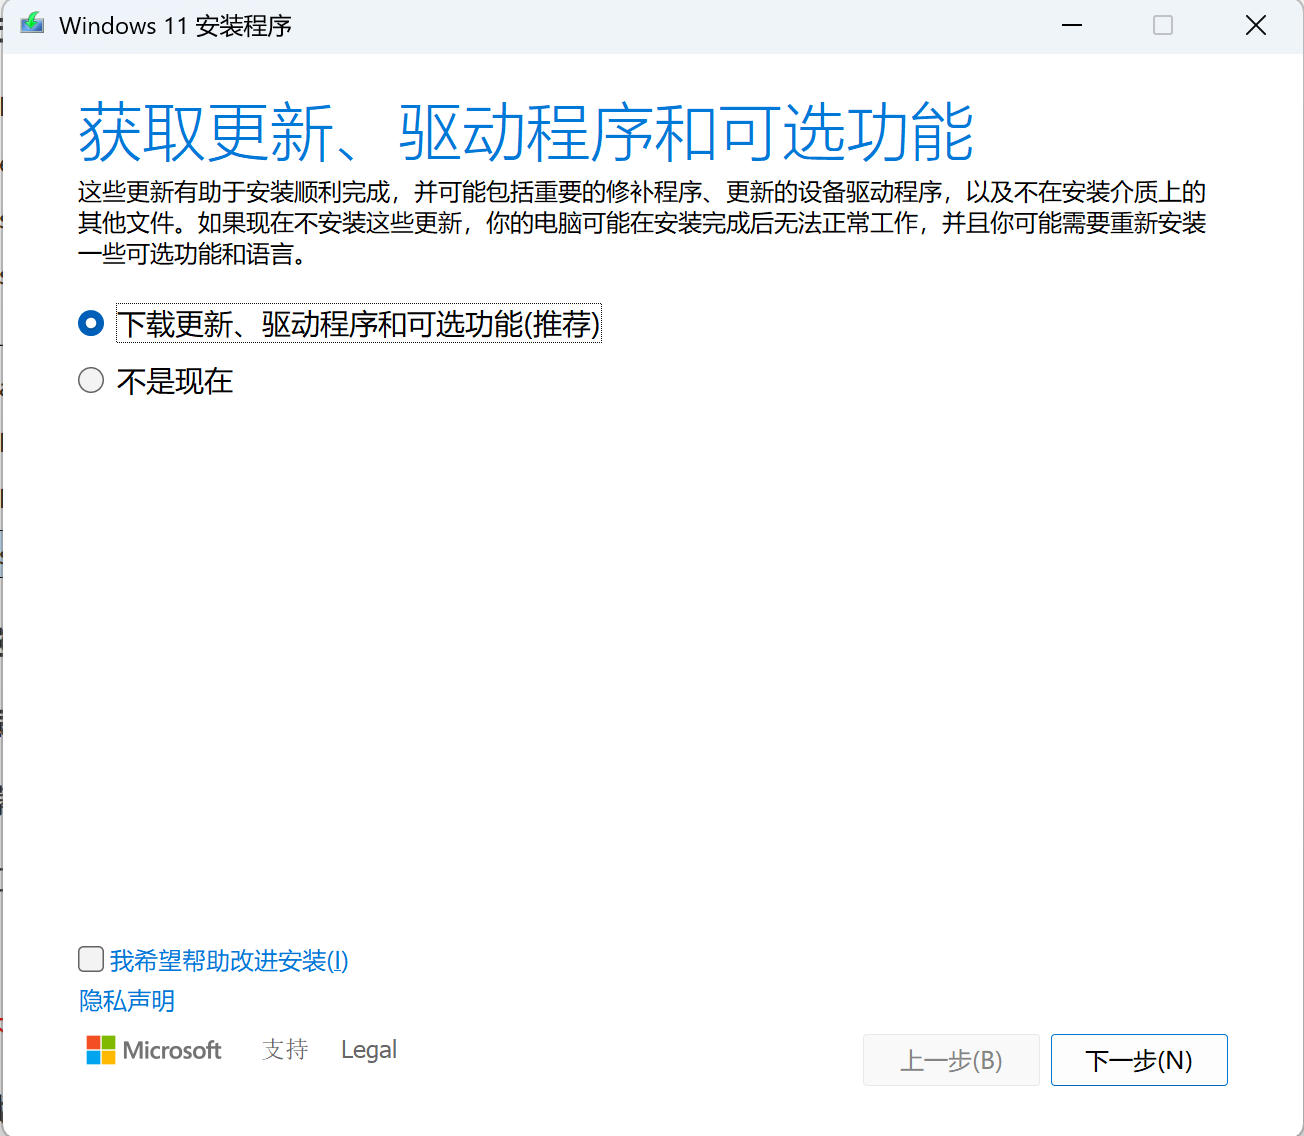 Windows 11 安装程序
获取更新、驱动程序和可选功能
这些更新有助于安装顺利完成，并可能包括重要的修补程序、更新的设备驱动程序，以及不在安装介质上的
其他文件。如果现在不安装这些更新，你的电脑可能在安装完成后无法正常工作，并且你可能需要重新安装
一些可选功能和语言。
下载更新、驱动程序和可选功能(推荐)
不是现在
我希望帮助改进安装(I)
隐私声明
Microsoft 支持 Legal
上一步(B) 下一步(N)